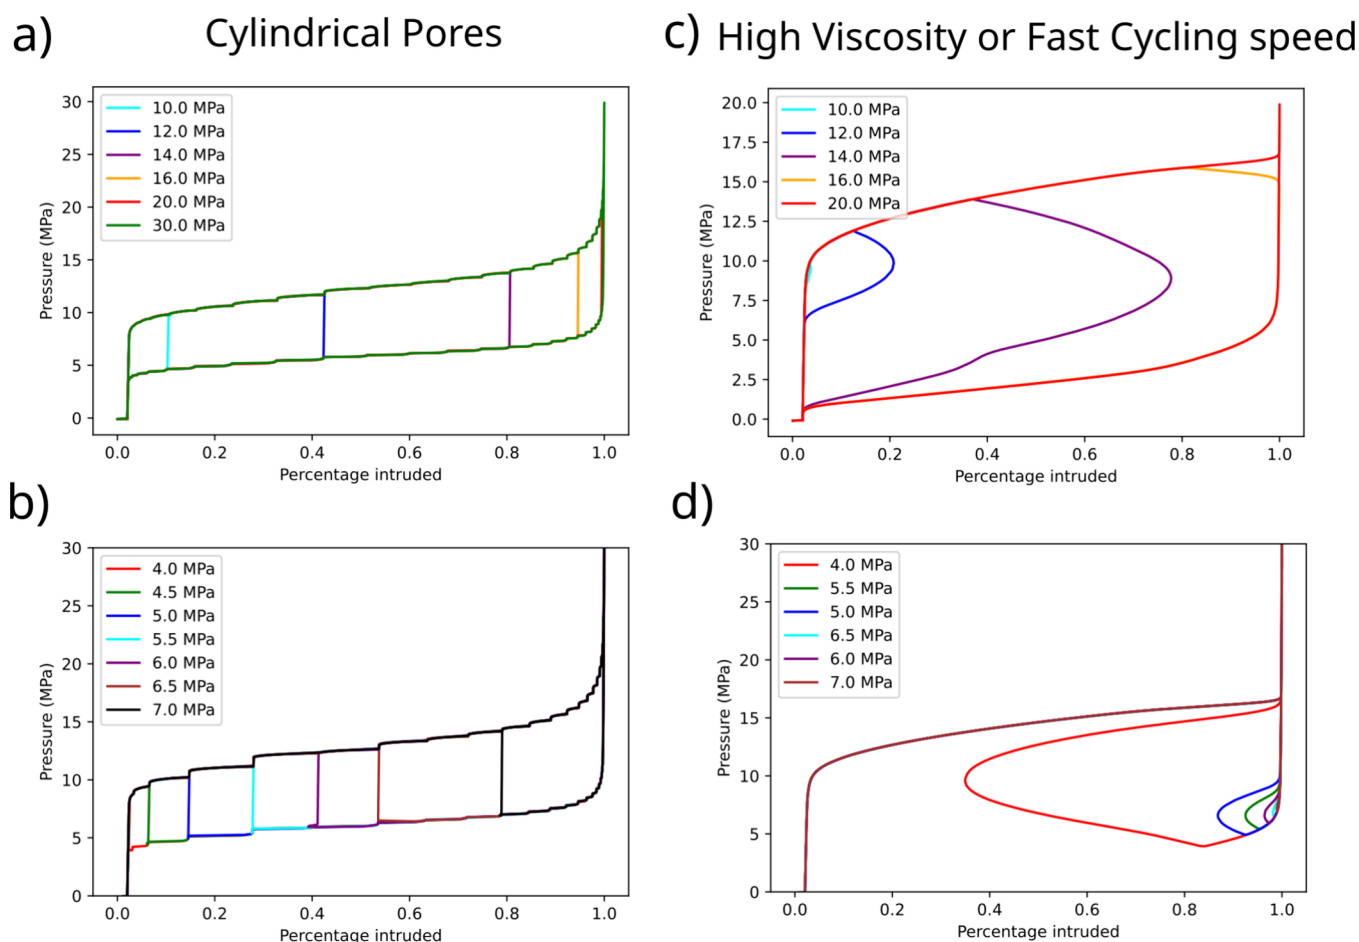 a)
Cylindrical Pores
30
25
20
15
10
5
0
Pressure (MPa)
10.0 MPa
12.0 MPa
14.0 MPa
16.0 MPa
20.0 MPa
30.0 MPa
0.0 0.2 0.4 0.6 0.8 1.0
Percentage intruded
c)
High Viscosity or Fast Cycling speed
20.0
17.5
15.0
12.5
10.0
7.5
5.0
2.5
0.0
Pressure (MPa)
10.0 MPa
12.0 MPa
14.0 MPa
16.0 MPa
20.0 MPa
0.0 0.2 0.4 0.6 0.8 1.0
Percentage intruded
b)
30
25
20
15
10
5
0
Pressure (MPa)
4.0 MPa
4.5 MPa
5.0 MPa
5.5 MPa
6.0 MPa
6.5 MPa
7.0 MPa
0.0 0.2 0.4 0.6 0.8 1.0
Percentage intruded
d)
30
25
20
15
10
5
0
Pressure (MPa)
4.0 MPa
5.5 MPa
5.0 MPa
6.5 MPa
6.0 MPa
7.0 MPa
0.0 0.2 0.4 0.6 0.8 1.0
Percentage intruded